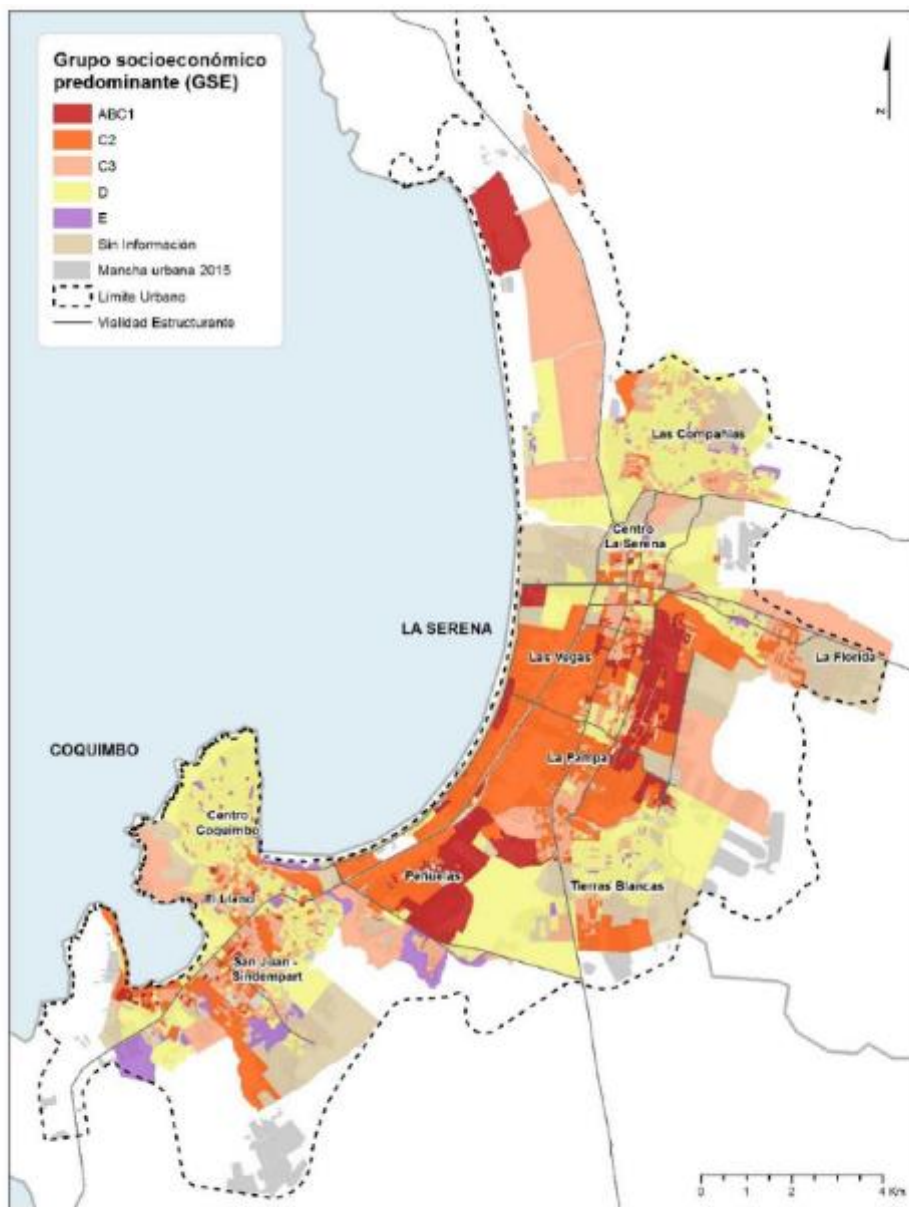 Grupo socioeconómico
predominante (GSE)
ABC1
C2
C3
D
E
Sin Información
Mancha urbana 2015
Límite Urbano
Vialidad Estructurante
N
Las Compañías
Centro
La Serena
LA SERENA
Las Vegas
La Florida
COQUIMBO
La Pampa
Centro
Coquimbo
Peñuelas
Tierras Blancas
El Llano
San Juan -
Sindempart
0 1 2 4 Km